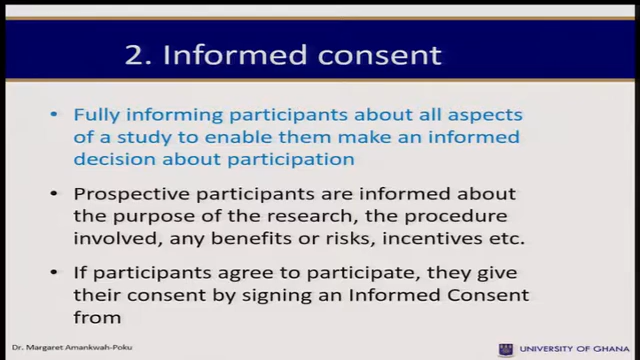 2. Informed consent
• Fully informing participants about all aspects
of a study to enable them make an informed
decision about participation
• Prospective participants are informed about
the purpose of the research, the procedure
involved, any benefits or risks, incentives etc.
• If participants agree to participate, they give
their consent by signing an Informed Consent
from
Dr. Margaret Amankwah-Poku
UNIVERSITY OF GHANA